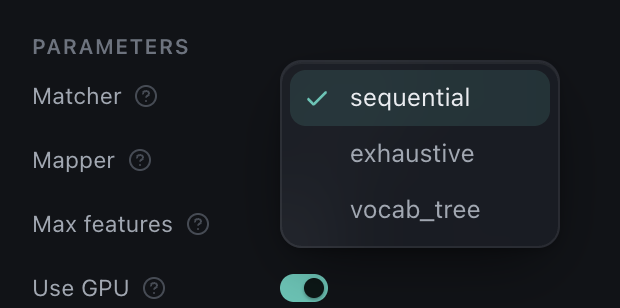 PARAMETERS
Matcher
sequential
exhaustive
Mapper
vocab_tree
Max features
Use GPU